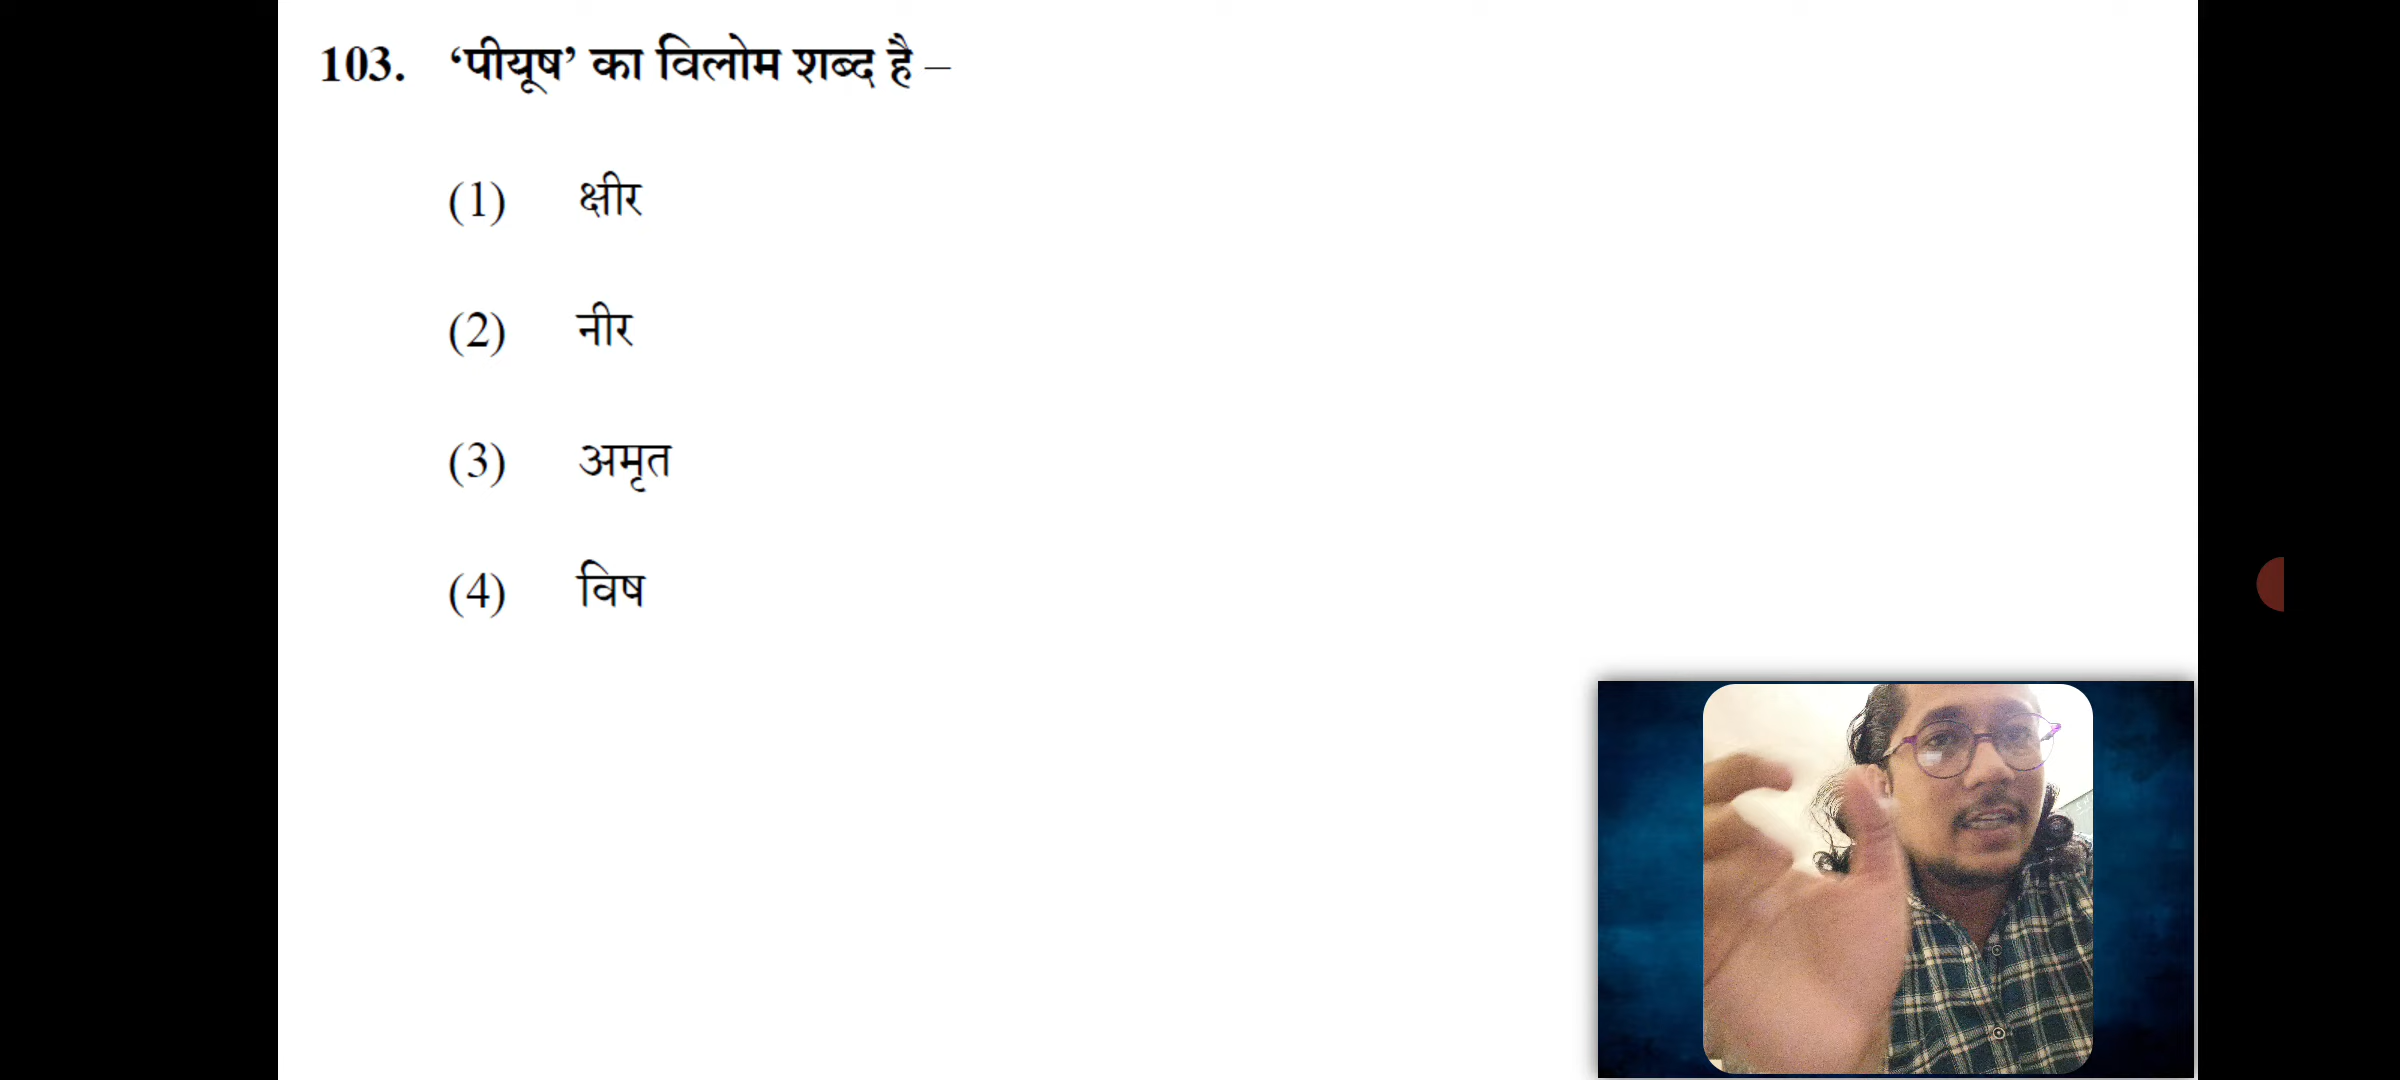 103. ‘पीयूष’ का विलोम शब्द है –
(1) क्षीर
(2) नीर
(3) अमृत
(4) विष